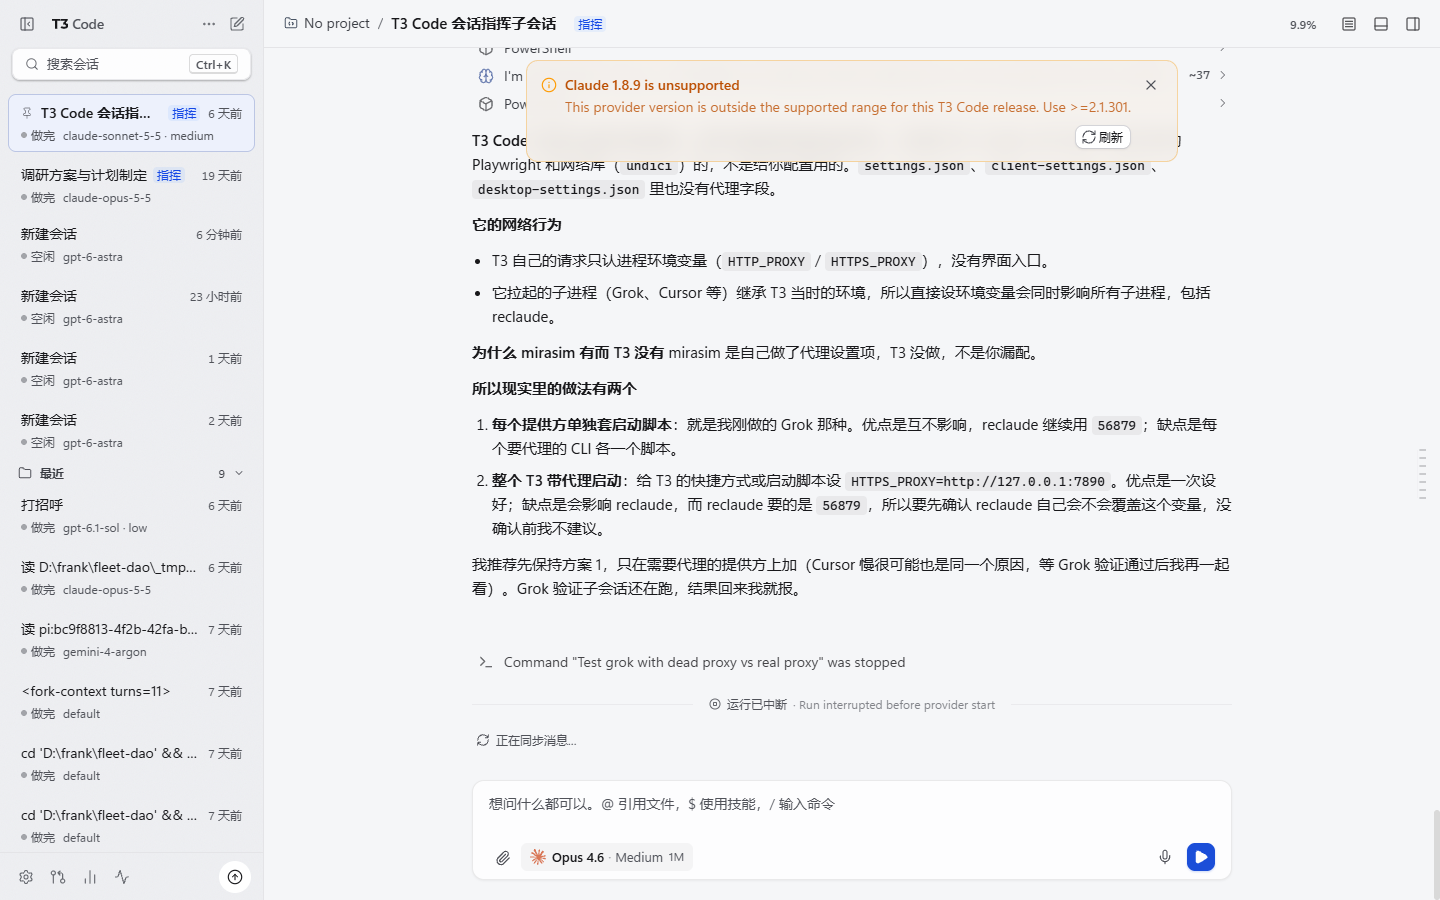 T3 Code
搜索会话
Ctrl+K
T3 Code 会话指...
指挥
6 天前
做完
claude-sonnet-5-5 · medium
调研方案与计划制定
指挥
19 天前
做完
claude-opus-5-5
新建会话
6 分钟前
空闲
gpt-6-astra
新建会话
23 小时前
空闲
gpt-6-astra
新建会话
1 天前
空闲
gpt-6-astra
新建会话
2 天前
空闲
gpt-6-astra
最近
9
打招呼
6 天前
做完
gpt-6.1-sol · low
读 D:\frank\fleet-dao\_tmp...
6 天前
做完
claude-opus-5-5
读 pi:bc9f8813-4f2b-42fa-b...
7 天前
做完
gemini-4-argon
<fork-context turns=11>
7 天前
做完
default
cd 'D:\frank\fleet-dao' && ...
7 天前
做完
default
cd 'D:\frank\fleet-dao' && ...
7 天前
做完
default
No project / T3 Code 会话指挥子会话
指挥
9.9%
PowerShell
I'm
~37
Pow
Claude 1.8.9 is unsupported
This provider version is outside the supported range for this T3 Code release. Use >=2.1.301.
刷新
T3 Code
Playwright 和网络库（undici）的，不是给你配置用的。settings.json、client-settings.json、
desktop-settings.json 里也没有代理字段。
它的网络行为
• T3 自己的请求只认进程环境变量（HTTP_PROXY / HTTPS_PROXY），没有界面入口。
• 它拉起的子进程（Grok、Cursor 等）继承 T3 当时的环境，所以直接设环境变量会同时影响所有子进程，包括
reclaude。
为什么 mirasim 有而 T3 没有 mirasim 是自己做了代理设置项，T3 没做，不是你漏配。
所以现实里的做法有两个
1. 每个提供方单独套启动脚本：就是我刚做的 Grok 那种。优点是互不影响，reclaude 继续用 56879；缺点是每
个要代理的 CLI 各一个脚本。
2. 整个 T3 带代理启动：给 T3 的快捷方式或启动脚本设 HTTPS_PROXY=http://127.0.0.1:7890。优点是一次设
好；缺点是会影响 reclaude，而 reclaude 要的是 56879，所以要先确认 reclaude 自己会不会覆盖这个变量，没
确认前我不建议。
我推荐先保持方案 1，只在需要代理的提供方上加（Cursor 慢很可能也是同一个原因，等 Grok 验证通过后我再一起
看）。Grok 验证子会话还在跑，结果回来我就报。
Command "Test grok with dead proxy vs real proxy" was stopped
运行已中断 · Run interrupted before provider start
正在同步消息...
想问什么都可以。@ 引用文件，$ 使用技能，/ 输入命令
Opus 4.6 · Medium 1M